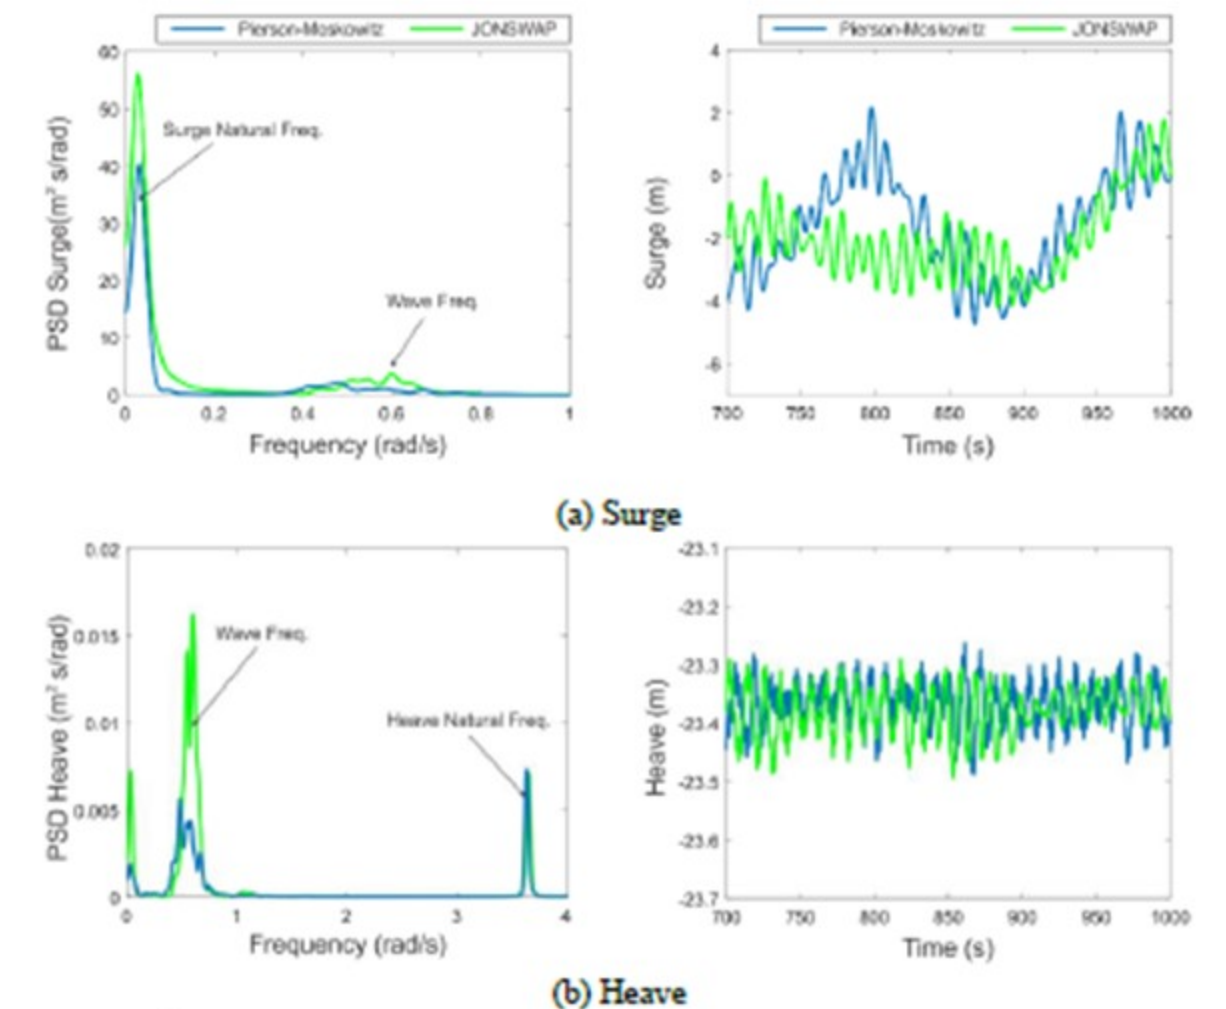 Pierson-Moskowitz JONSWAP
Pierson-Moskowitz JONSWAP
60
50
40
30
20
10
0
PSD Surge(m² s/rad)
Surge Natural Freq.
Wave Freq.
0 0.2 0.4 0.6 0.8 1
Frequency (rad/s)
4
2
0
-2
-4
-6
Surge (m)
700 750 800 850 900 950 1000
Time (s)
(a) Surge
0.02
0.015
0.01
0.005
0
PSD Heave (m² s/rad)
Wave Freq.
Heave Natural Freq.
0 1 2 3 4
Frequency (rad/s)
-23.1
-23.2
-23.3
-23.4
-23.5
-23.6
-23.7
Heave (m)
700 750 800 850 900 950 1000
Time (s)
(b) Heave